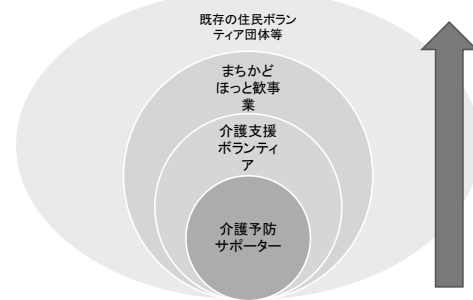 既存の住民ボラン
ティア団体等
まちかど
ほっと歓事
業
介護支援
ボランティ
ア
介護予防
サポーター